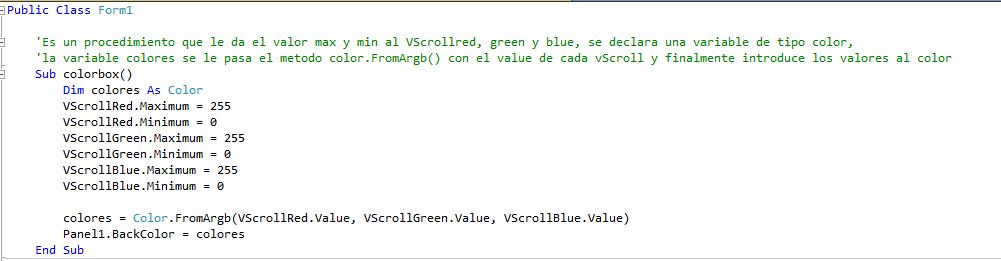 Public Class Form1
'Es un procedimiento que le da el valor max y min al VScrollred, green y blue, se declara una variable de tipo color,
'la variable colores se le pasa el metodo color.FromArgb() con el value de cada vScroll y finalmente introduce los valores al color
Sub colorbox()
Dim colores As Color
VScrollRed.Maximum = 255
VScrollRed.Minimum = 0
VScrollGreen.Maximum = 255
VScrollGreen.Minimum = 0
VScrollBlue.Maximum = 255
VScrollBlue.Minimum = 0
colores = Color.FromArgb(VScrollRed.Value, VScrollGreen.Value, VScrollBlue.Value)
Panel1.BackColor = colores
End Sub